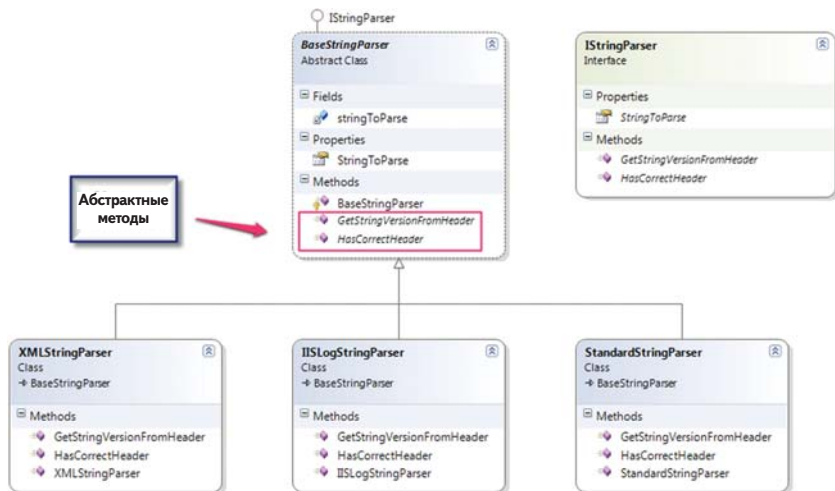 IStringParser
BaseStringParser
Abstract Class
Fields
stringToParse
Properties
StringToParse
Methods
BaseStringParser
GetStringVersionFromHeader
HasCorrectHeader
IStringParser
Interface
Properties
StringToParse
Methods
GetStringVersionFromHeader
HasCorrectHeader
Абстрактные
методы
XMLStringParser
Class
BaseStringParser
Methods
GetStringVersionFromHeader
HasCorrectHeader
XMLStringParser
IISLogStringParser
Class
BaseStringParser
Methods
GetStringVersionFromHeader
HasCorrectHeader
IISLogStringParser
StandardStringParser
Class
BaseStringParser
Methods
GetStringVersionFromHeader
HasCorrectHeader
StandardStringParser